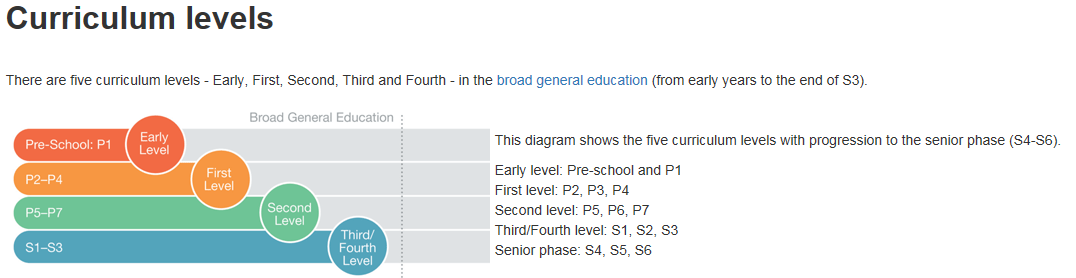 Curriculum levels
There are five curriculum levels - Early, First, Second, Third and Fourth - in the broad general education (from early years to the end of S3).
Broad General Education
Pre-School: P1
Early
Level
P2–P4
First
Level
P5–P7
Second
Level
S1–S3
Third/
Fourth
Level
This diagram shows the five curriculum levels with progression to the senior phase (S4-S6).
Early level: Pre-school and P1
First level: P2, P3, P4
Second level: P5, P6, P7
Third/Fourth level: S1, S2, S3
Senior phase: S4, S5, S6